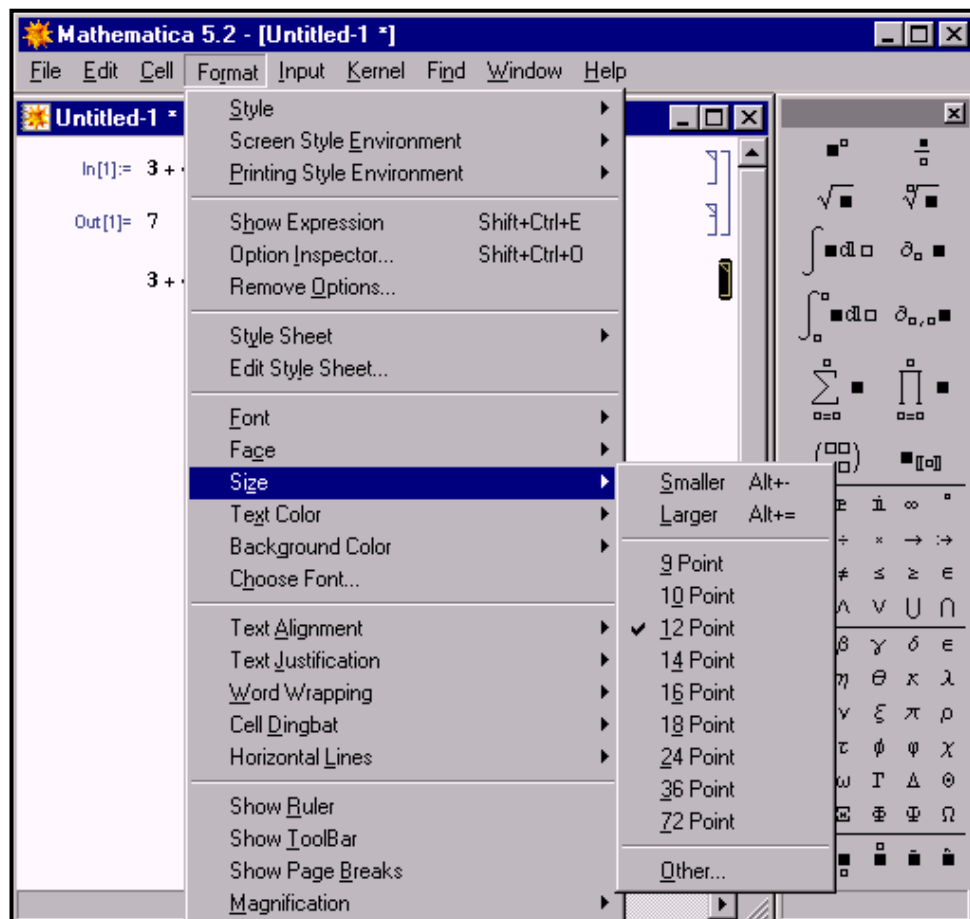 Mathematica 5.2 - [Untitled-1 *]
File Edit Cell Format Input Kernel Find Window Help
Untitled-1 *
In[1]:= 3 +
Out[1]= 7
3 +
Style
Screen Style Environment
Printing Style Environment
Show Expression Shift+Ctrl+E
Option Inspector... Shift+Ctrl+O
Remove Options...
Style Sheet
Edit Style Sheet...
Font
Face
Size
Text Color
Background Color
Choose Font...
Text Alignment
Text Justification
Word Wrapping
Cell Dingbat
Horizontal Lines
Show Ruler
Show ToolBar
Show Page Breaks
Magnification
Smaller Alt+-
Larger Alt+=
9 Point
10 Point
12 Point
14 Point
16 Point
18 Point
24 Point
36 Point
72 Point
Other...
■▫ ■/▫
√■ ▫√■
∫■ⅆ▫ ∂▫ ■
∫▫▫■ⅆ▫ ∂▫,▫■
∑ ■ ∏ ■
▫=▫ ▫=▫
■〚▫〛
ⅈ ∞ °
÷ × → :→
≠ ≤ ≥ ∈
∧ ∨ ∪ ∩
β γ δ ϵ
η θ κ λ
ν ξ π ρ
τ ϕ φ χ
ω Γ Δ Θ
Ξ Φ Ψ Ω